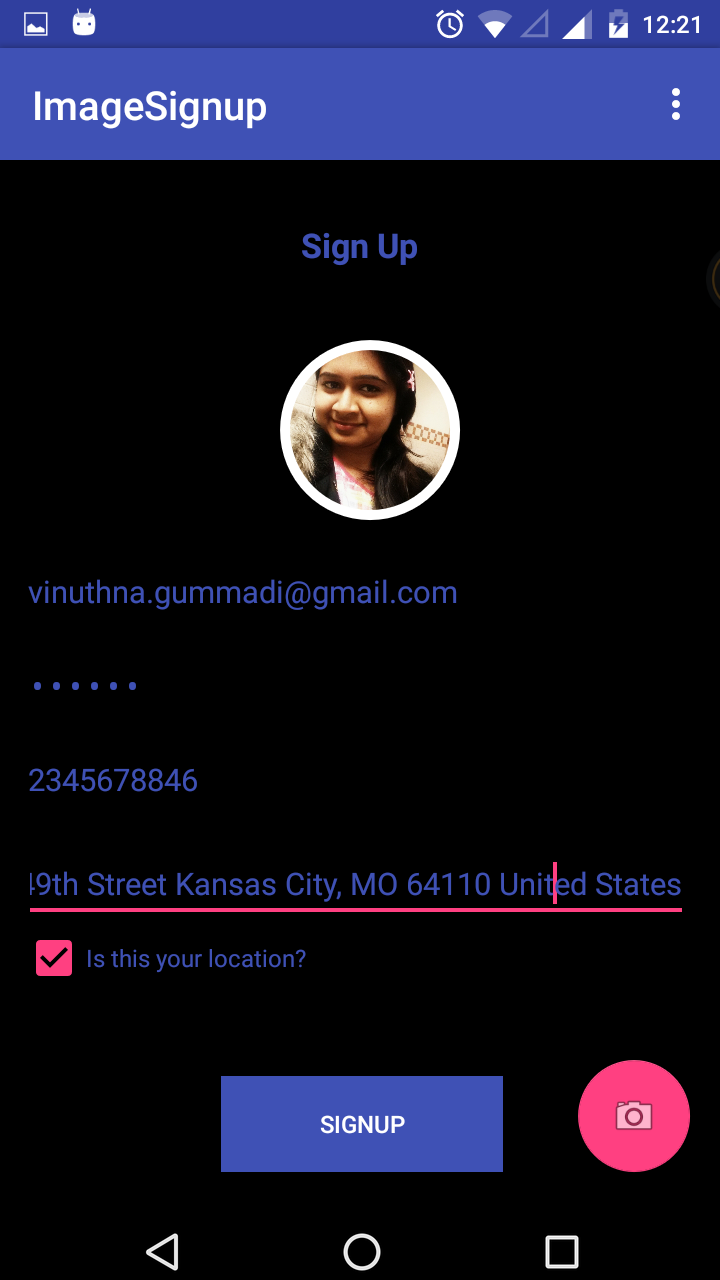 12:21
ImageSignup
Sign Up
vinuthna.gummadi@gmail.com
••••••
2345678846
9th Street Kansas City, MO 64110 United States
Is this your location?
SIGNUP